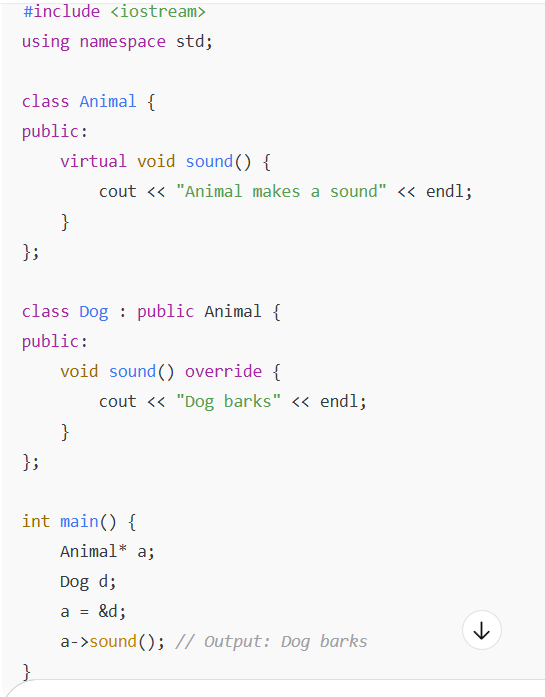 #include <iostream>
using namespace std;

class Animal {
public:
    virtual void sound() {
        cout << "Animal makes a sound" << endl;
    }
};

class Dog : public Animal {
public:
    void sound() override {
        cout << "Dog barks" << endl;
    }
};

int main() {
    Animal* a;
    Dog d;
    a = &d;
    a->sound(); // Output: Dog barks
}